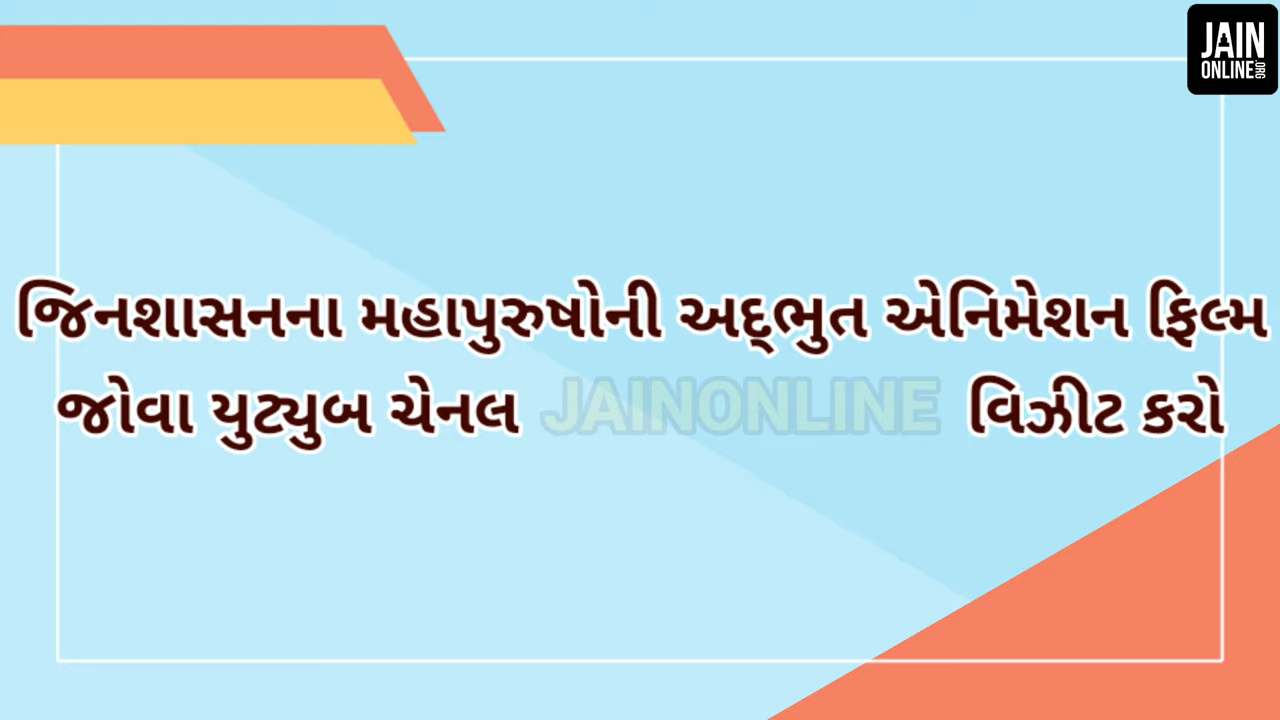 JAIN
ONLINE.ORG
જિનશાસનના મહાપુરુષોની અદ્‌ભુત એનિમેશન ફિલ્મ
જોવા યુટ્યુબ ચેનલ JAINONLINE વિઝીટ કરો